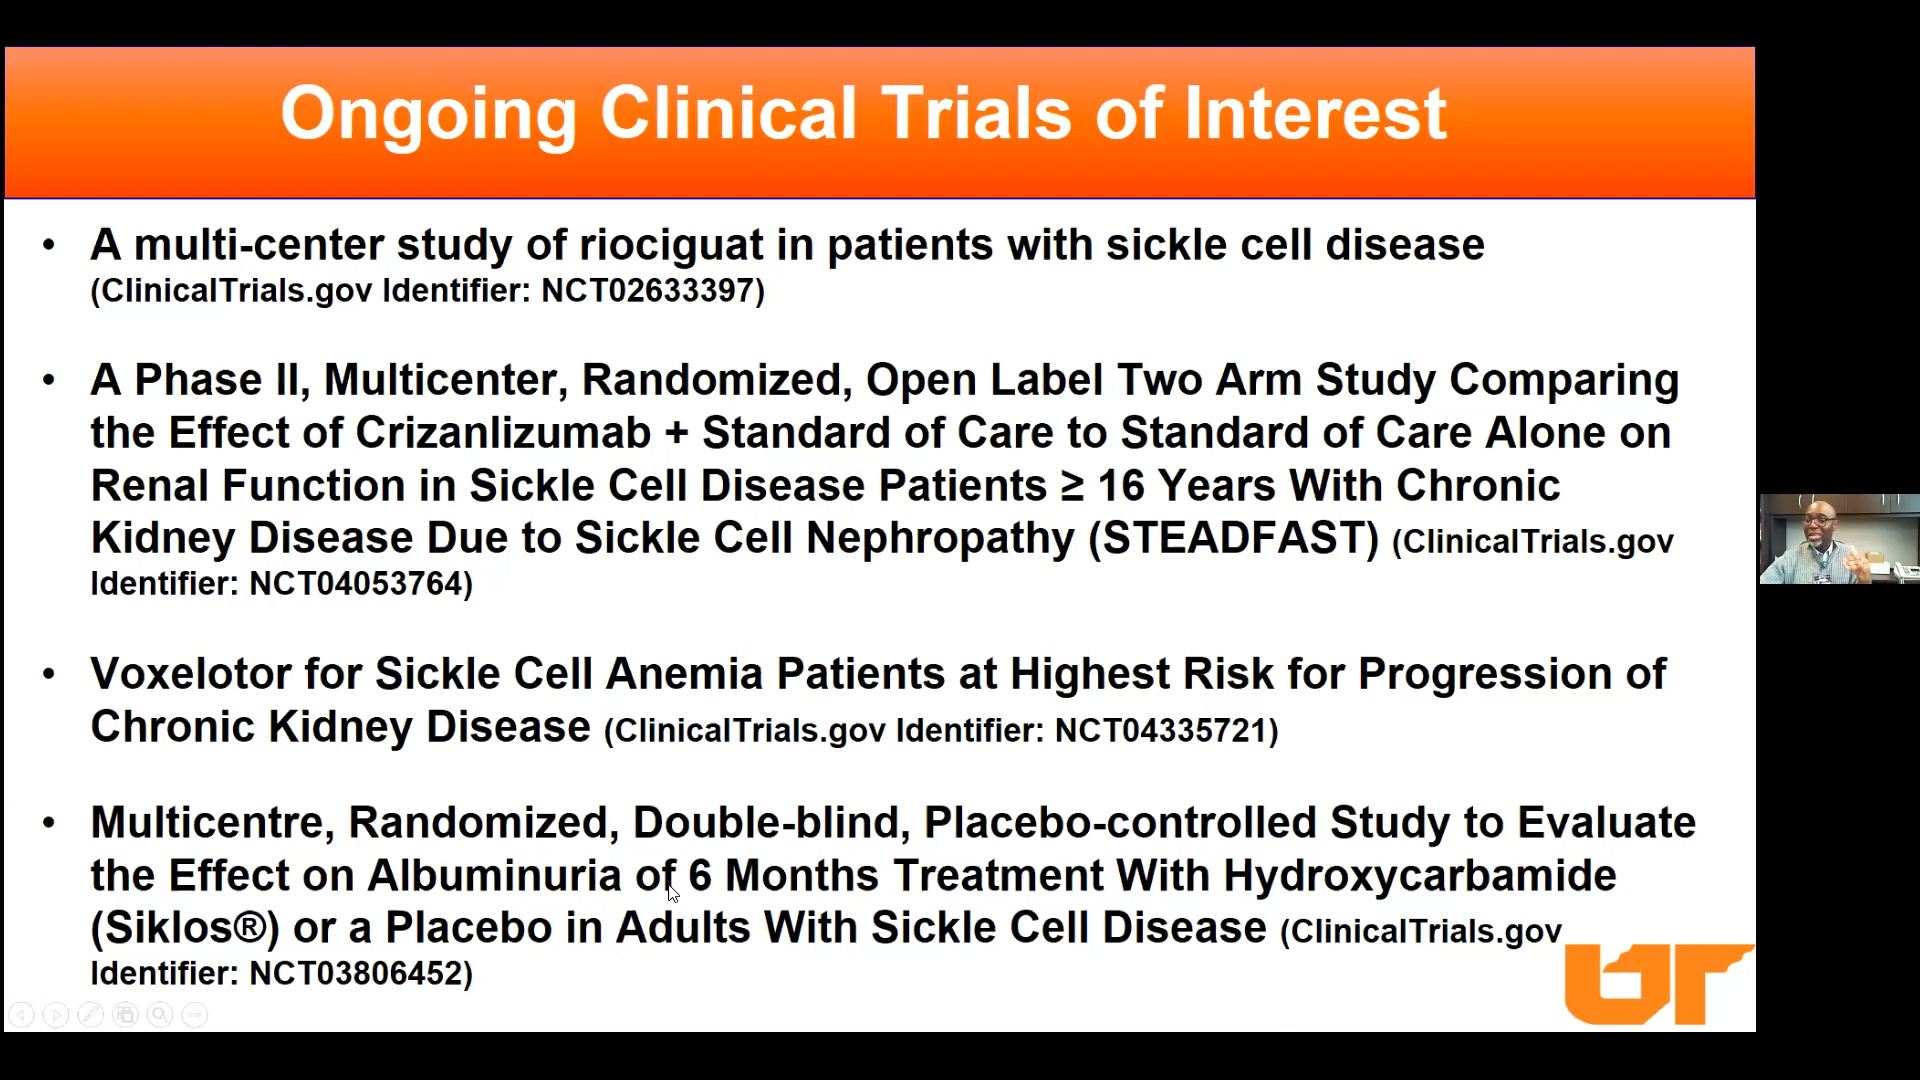 Ongoing Clinical Trials of Interest
• A multi-center study of riociguat in patients with sickle cell disease
(ClinicalTrials.gov Identifier: NCT02633397)
• A Phase II, Multicenter, Randomized, Open Label Two Arm Study Comparing
the Effect of Crizanlizumab + Standard of Care to Standard of Care Alone on
Renal Function in Sickle Cell Disease Patients ≥ 16 Years With Chronic
Kidney Disease Due to Sickle Cell Nephropathy (STEADFAST) (ClinicalTrials.gov
Identifier: NCT04053764)
• Voxelotor for Sickle Cell Anemia Patients at Highest Risk for Progression of
Chronic Kidney Disease (ClinicalTrials.gov Identifier: NCT04335721)
• Multicentre, Randomized, Double-blind, Placebo-controlled Study to Evaluate
the Effect on Albuminuria of 6 Months Treatment With Hydroxycarbamide
(Siklos®) or a Placebo in Adults With Sickle Cell Disease (ClinicalTrials.gov
Identifier: NCT03806452)
UT